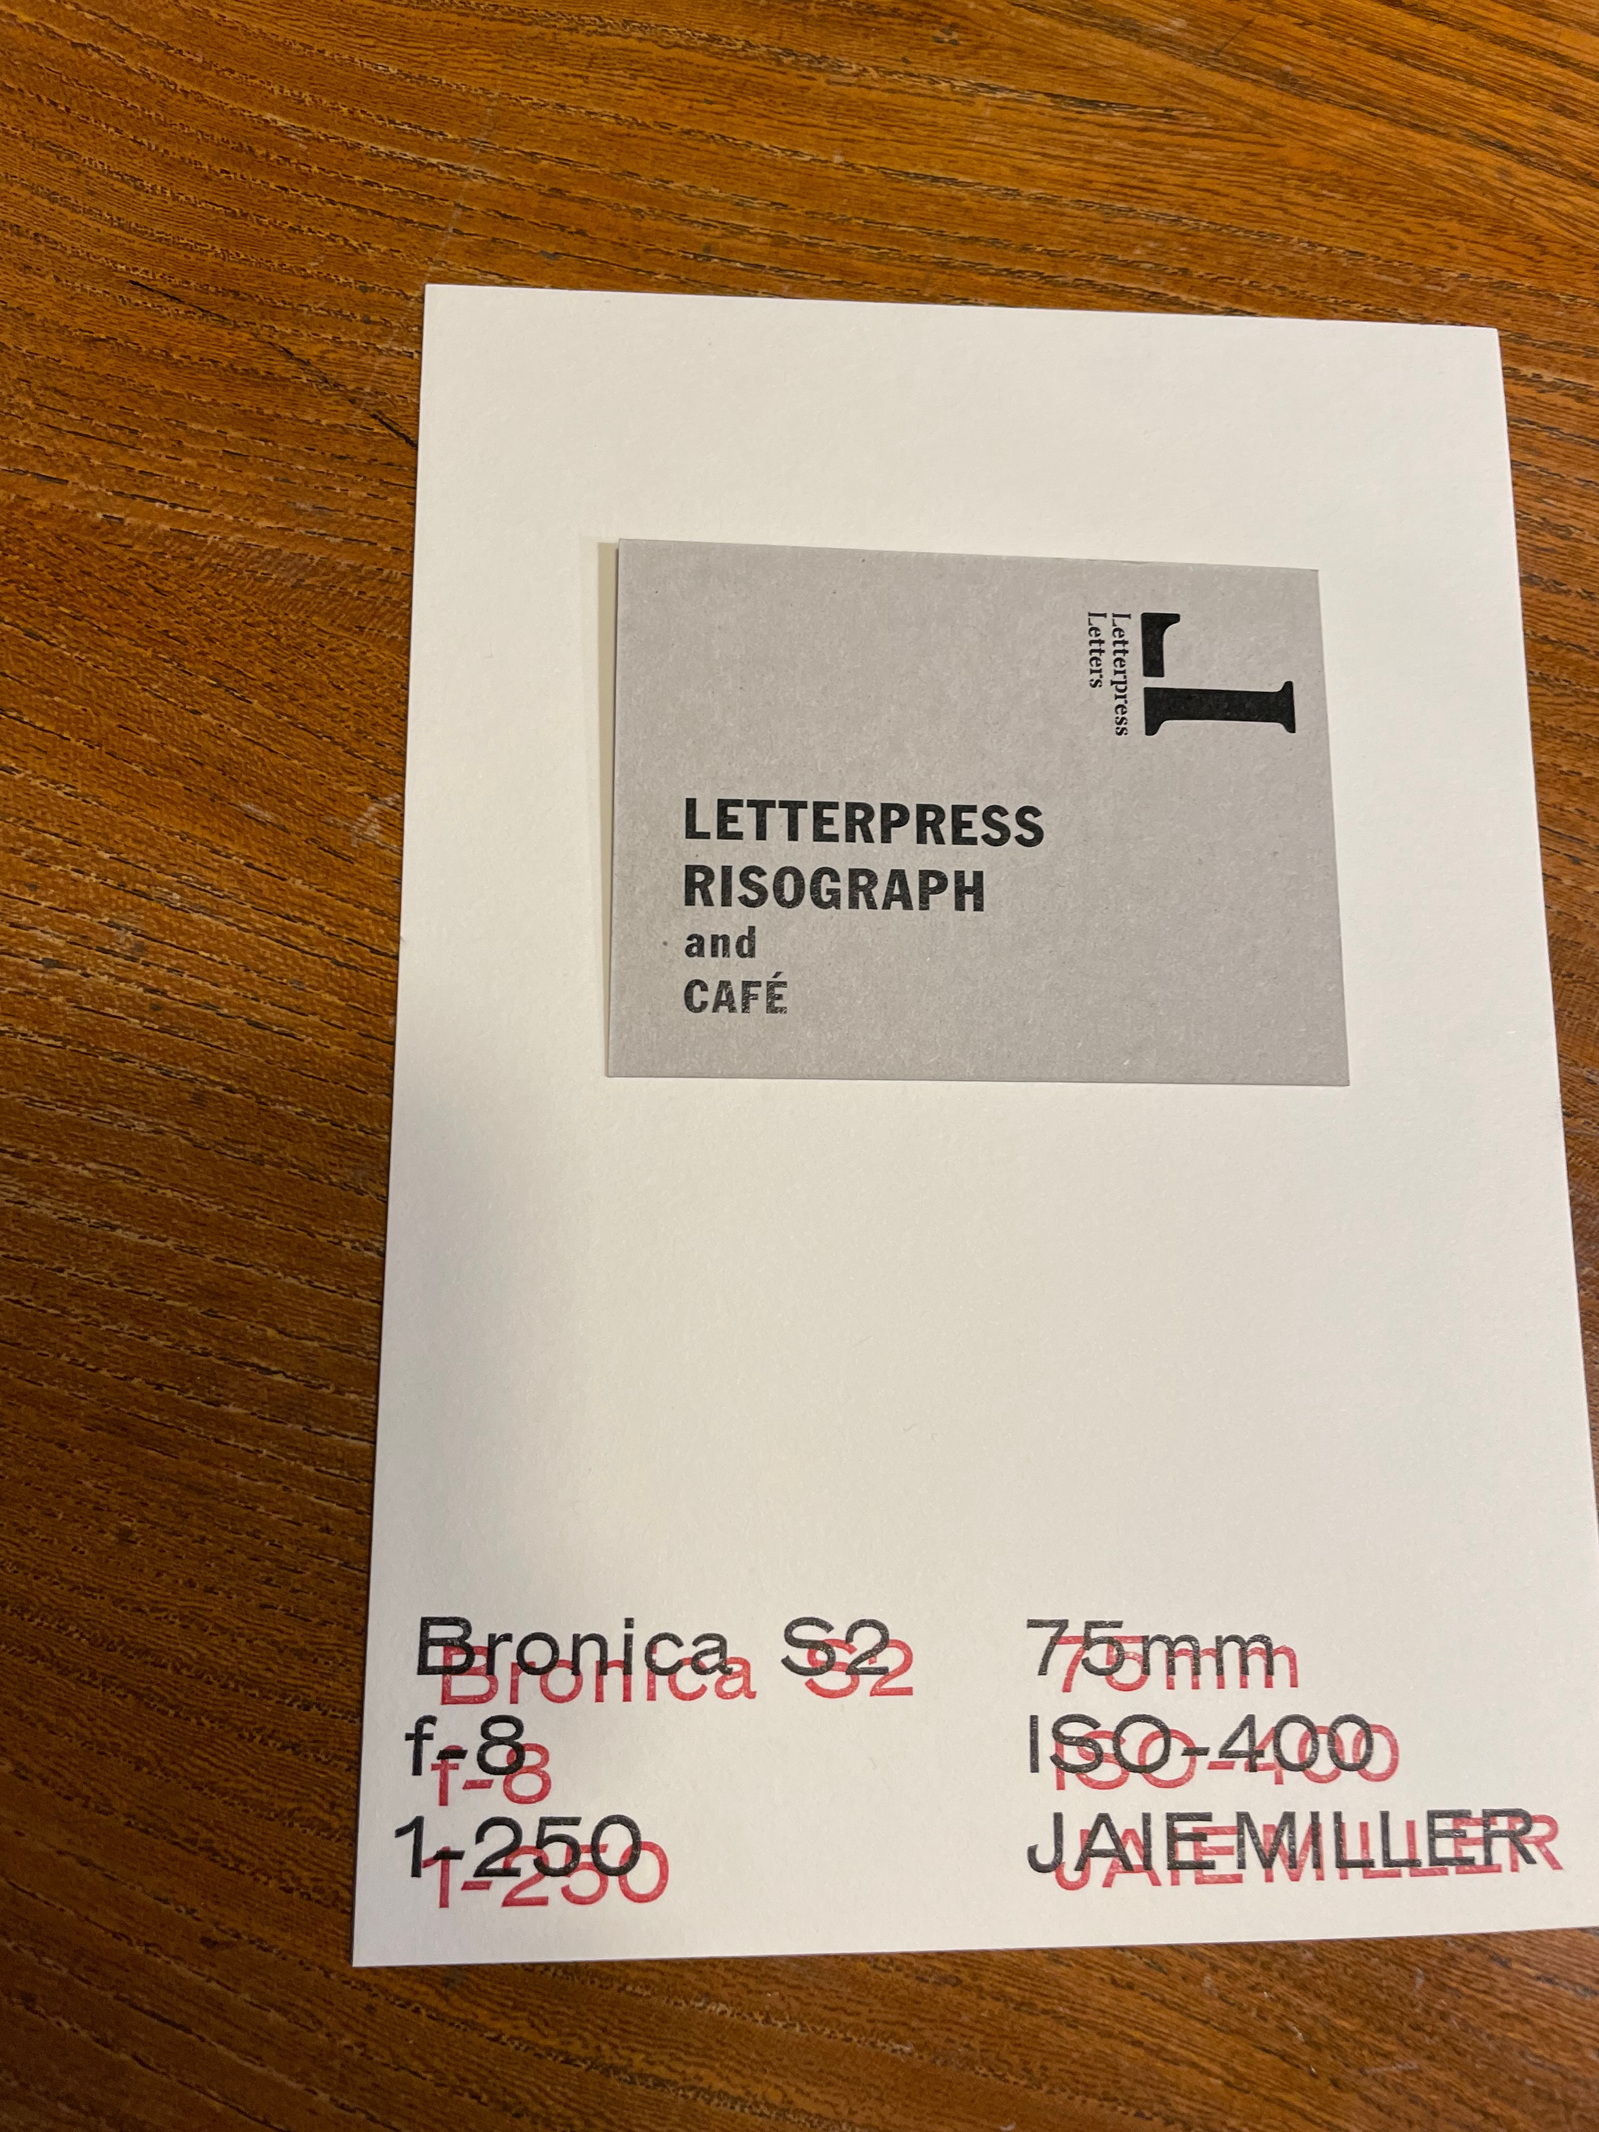 Letterpress
Letters
LETTERPRESS
RISOGRAPH
and
CAFÉ
Bronica S2 75mm
f-8 ISO-400
1-250 JAIE MILLER